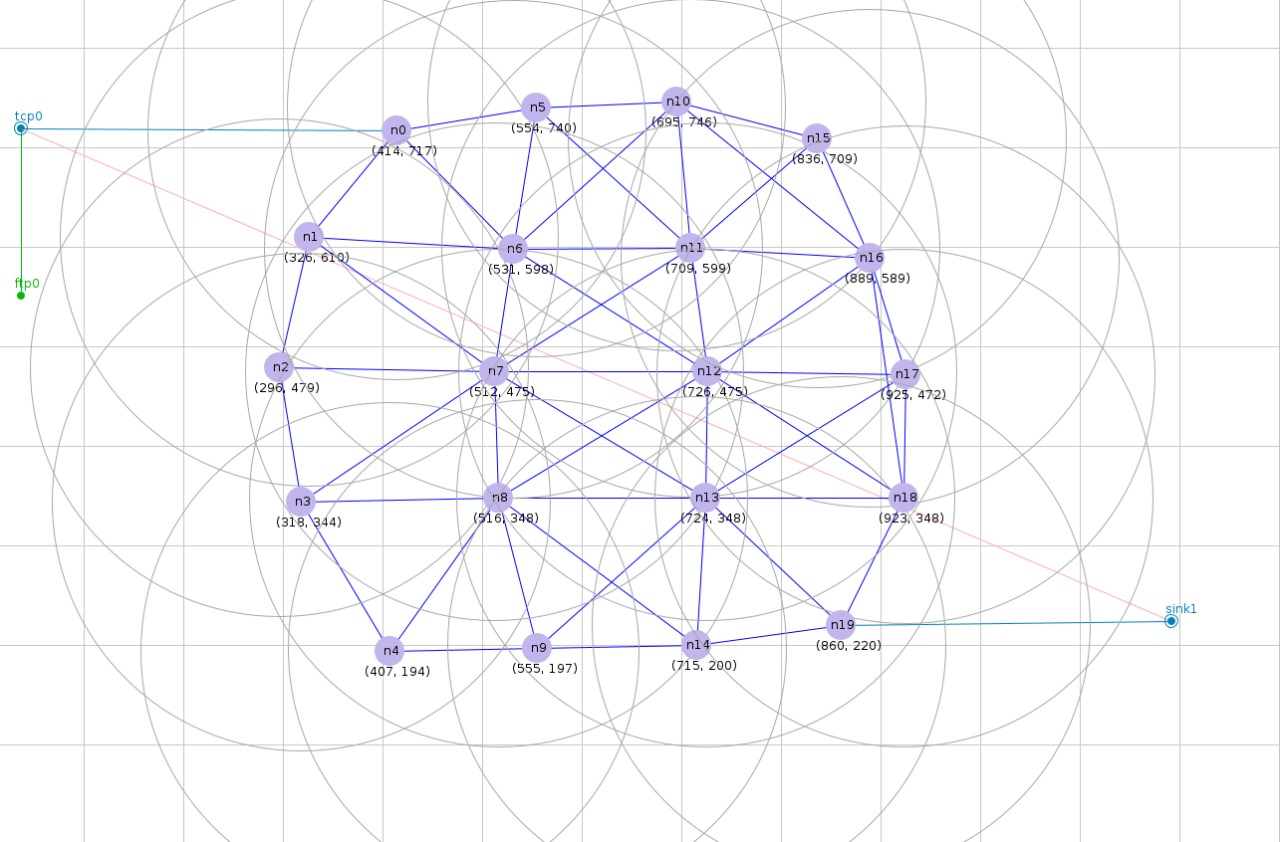 n10
n5
(695, 746)
tcp0
n0
(554, 740)
n15
(414, 717)
(836, 709)
n1
n6
n11
n16
(326, 610)
(531, 598)
(709, 599)
(889, 589)
ftp0
n2
n7
n12
n17
(296, 479)
(512, 475)
(726, 475)
(925, 472)
n3
n8
n13
n18
(318, 344)
(516, 348)
(724, 348)
(923, 348)
sink1
n19
n4
n9
n14
(860, 220)
(407, 194)
(555, 197)
(715, 200)